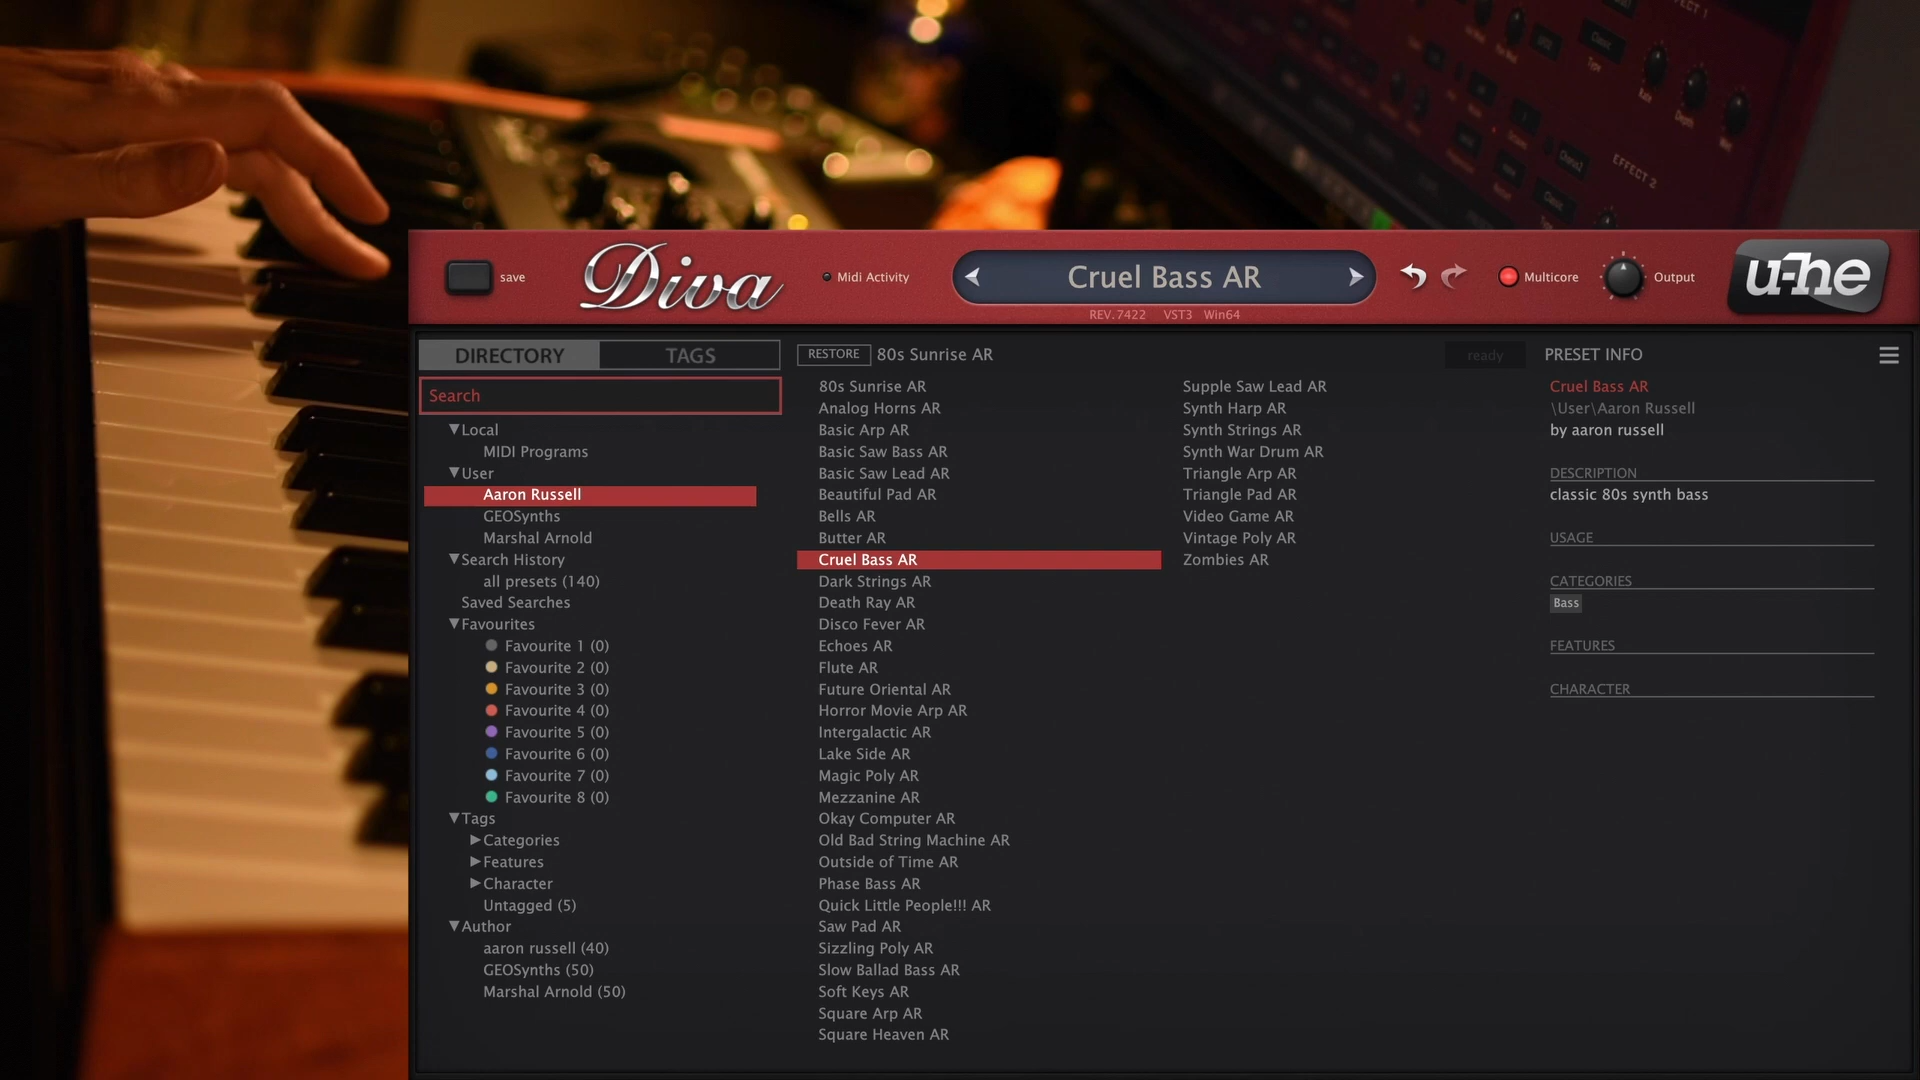 EFFECT 2
Depth
save
Diva
Midi Activity
Cruel Bass AR
Multicore
Output
u-he
REV.7422 VST3 Win64
DIRECTORY
TAGS
RESTORE
80s Sunrise AR
ready
PRESET INFO
Search
Local
MIDI Programs
User
Aaron Russell
GEOSynths
Marshal Arnold
Search History
all presets (140)
Saved Searches
Favourites
Favourite 1 (0)
Favourite 2 (0)
Favourite 3 (0)
Favourite 4 (0)
Favourite 5 (0)
Favourite 6 (0)
Favourite 7 (0)
Favourite 8 (0)
Tags
Categories
Features
Character
Untagged (5)
Author
aaron russell (40)
GEOSynths (50)
Marshal Arnold (50)
80s Sunrise AR
Analog Horns AR
Basic Arp AR
Basic Saw Bass AR
Basic Saw Lead AR
Beautiful Pad AR
Bells AR
Butter AR
Cruel Bass AR
Dark Strings AR
Death Ray AR
Disco Fever AR
Echoes AR
Flute AR
Future Oriental AR
Horror Movie Arp AR
Intergalactic AR
Lake Side AR
Magic Poly AR
Mezzanine AR
Okay Computer AR
Old Bad String Machine AR
Outside of Time AR
Phase Bass AR
Quick Little People!!! AR
Saw Pad AR
Sizzling Poly AR
Slow Ballad Bass AR
Soft Keys AR
Square Arp AR
Square Heaven AR
Supple Saw Lead AR
Synth Harp AR
Synth Strings AR
Synth War Drum AR
Triangle Arp AR
Triangle Pad AR
Video Game AR
Vintage Poly AR
Zombies AR
Cruel Bass AR
\User\Aaron Russell
by aaron russell
DESCRIPTION
classic 80s synth bass
USAGE
CATEGORIES
Bass
FEATURES
CHARACTER